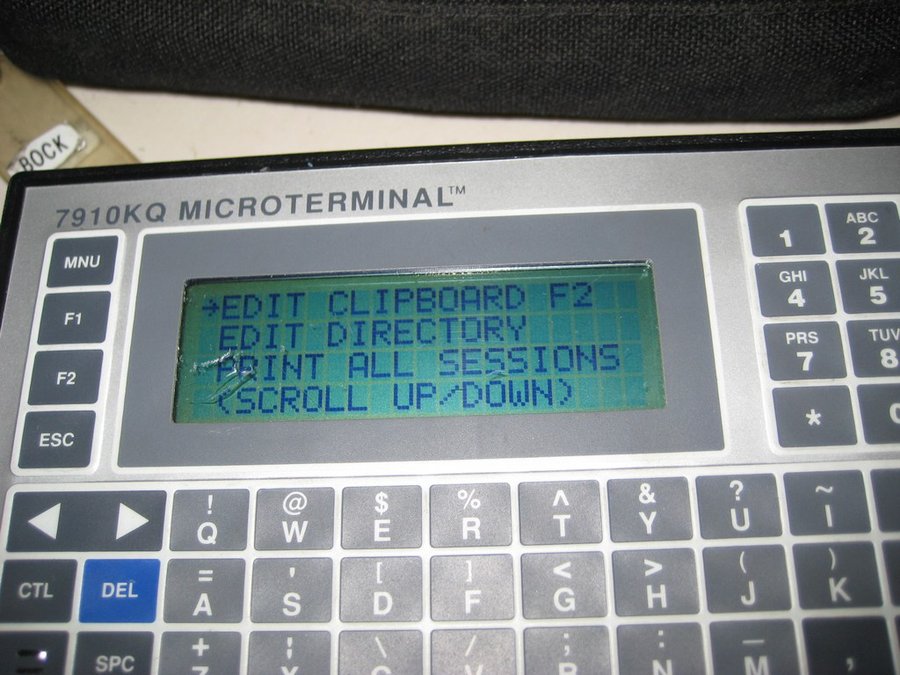 BOCK
7910KQ MICROTERMINAL™
→EDIT CLIPBOARD F2
EDIT DIRECTORY
PRINT ALL SESSIONS
(SCROLL UP/DOWN)
MNU
F1
F2
ESC
1
ABC 2
GHI 4
JKL 5
PRS 7
TUV 8
*
! Q
@ W
$ E
% R
^ T
& Y
? U
~ I
CTL
DEL
= A
' S
[ D
] F
< G
> H
( J
) K
SPC
+ Z
¦ X
\ C
/ V
; B
: N
_ M
,